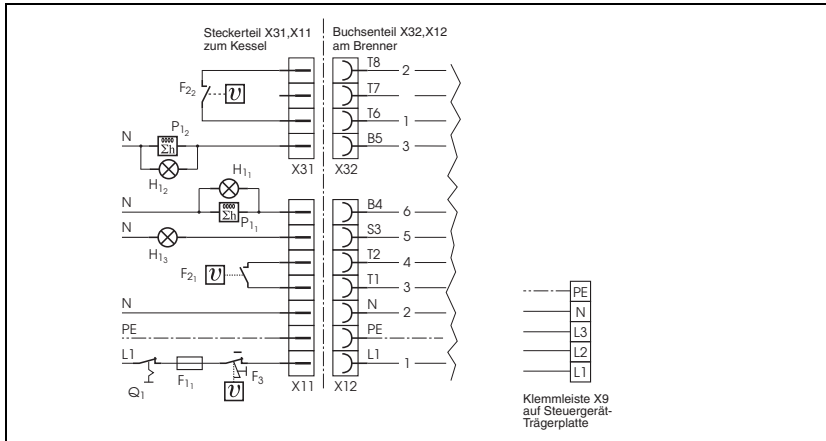 Steckerteil X31,X11
zum Kessel
Buchsenteil X32,X12
am Brenner
T8 2
F2₂ ϑ
T7
T6 1
P1₂
N 0000 Σh
B5 3
H1₂
X31 X32
H1₁
N 0000 Σh P1₁
B4 6
N
S3 5
H1₃
T2 4
F2₁ ϑ
T1 3
N
N 2
PE
PE
L1
L1 1
Q₁ F1₁ F₃
ϑ
X11 X12
PE
N
L3
L2
L1
Klemmleiste X9
auf Steuergerät-
Trägerplatte